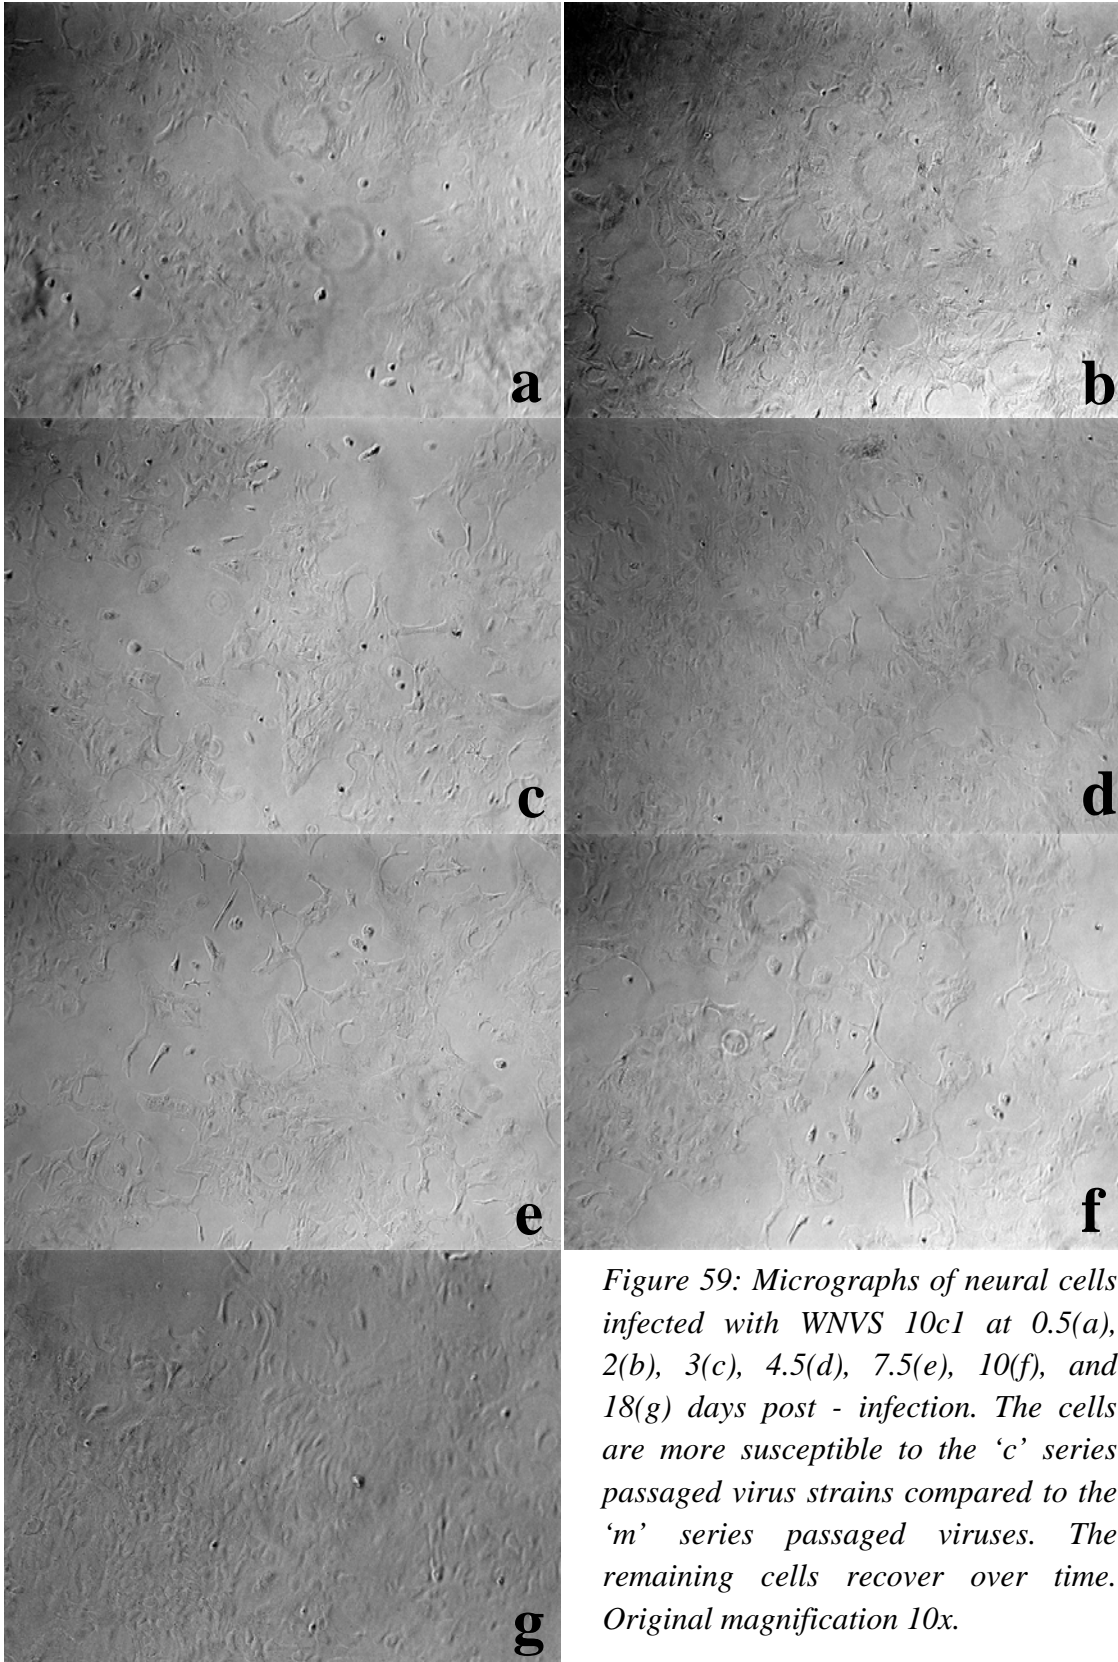 a
b
c
d
e
f
g
Figure 59: Micrographs of neural cells
infected with WNVS 10c1 at 0.5(a),
2(b), 3(c), 4.5(d), 7.5(e), 10(f), and
18(g) days post - infection. The cells
are more susceptible to the ‘c’ series
passaged virus strains compared to the
‘m’ series passaged viruses. The
remaining cells recover over time.
Original magnification 10x.